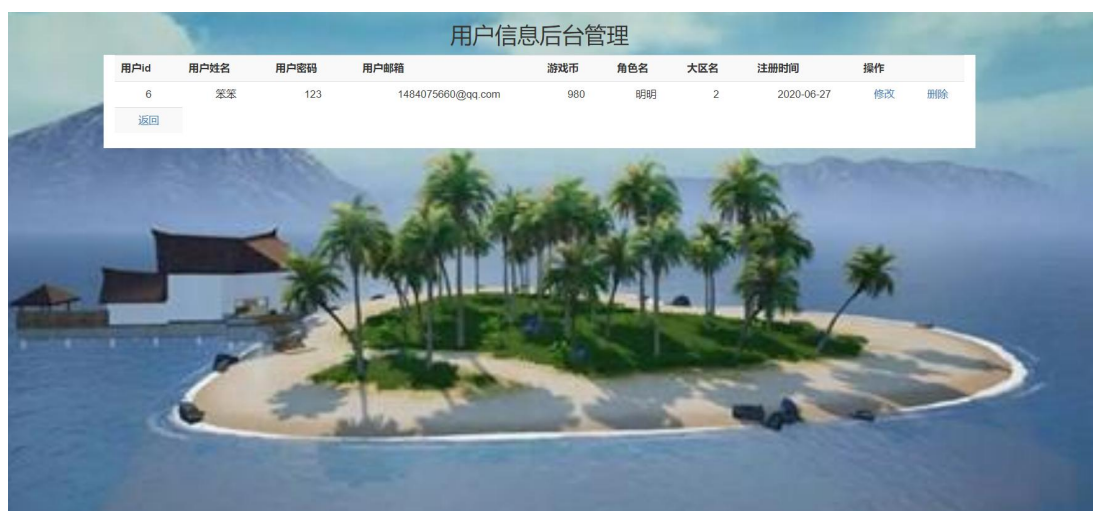 用户信息后台管理
用户id 用户姓名 用户密码 用户邮箱 游戏币 角色名 大区名 注册时间 操作
6 笨笨 123 1484075660@qq.com 980 明明 2 2020-06-27 修改 删除
返回